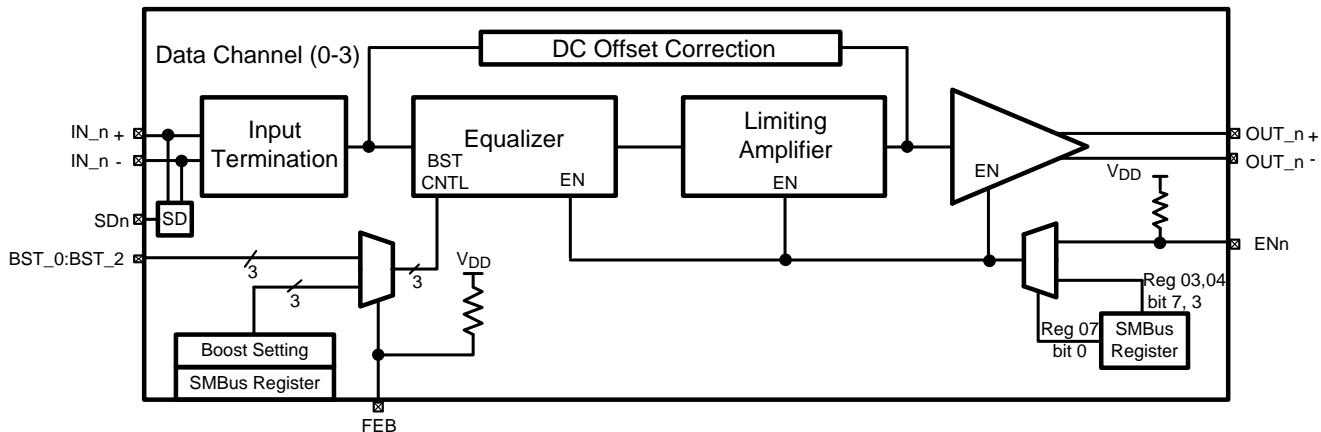 DC Offset Correction
Data Channel (0-3)
IN_n +
IN_n -
Input
Termination
Equalizer
BST
CNTL
EN
Limiting
Amplifier
EN
EN
OUT_n +
OUT_n -
VDD
SDn
SD
BST_0:BST_2
3
3
3
VDD
ENn
Reg 03,04
bit 7, 3
Reg 07
bit 0
SMBus
Register
Boost Setting
SMBus Register
FEB